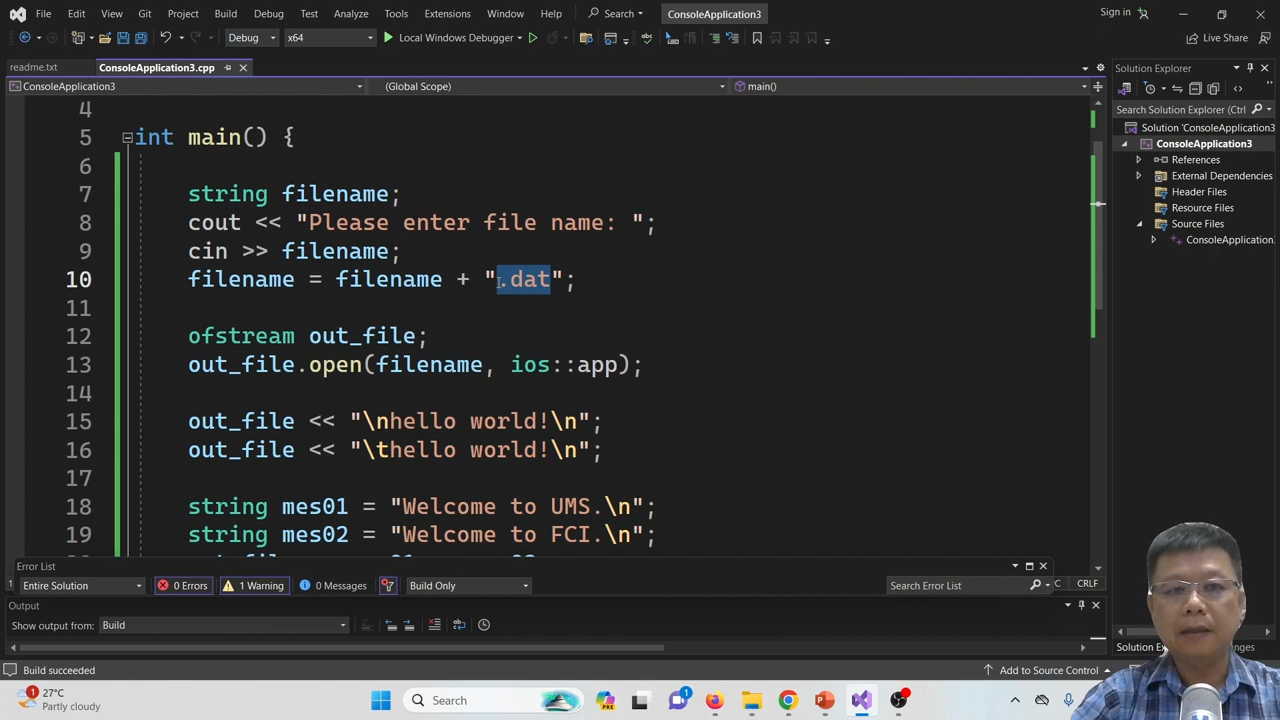 File Edit View Git Project Build Debug Test Analyze Tools Extensions Window Help Search ConsoleApplication3 Sign in
Debug x64 Local Windows Debugger Live Share
readme.txt ConsoleApplication3.cpp Solution Explorer
ConsoleApplication3 (Global Scope) main()
Search Solution Explorer (Ctrl
Solution 'ConsoleApplication3
ConsoleApplication3
References
External Dependencies
Header Files
Resource Files
Source Files
ConsoleApplication.
4
5 int main() {
6
7 string filename;
8 cout << "Please enter file name: ";
9 cin >> filename;
10 filename = filename + ".dat";
11
12 ofstream out_file;
13 out_file.open(filename, ios::app);
14
15 out_file << "\nhello world!\n";
16 out_file << "\thello world!\n";
17
18 string mes01 = "Welcome to UMS.\n";
19 string mes02 = "Welcome to FCI.\n";
CRLF
Error List
Entire Solution 0 Errors 1 Warning 0 Messages Build Only Search Error List
Output
Show output from: Build
Solution Exp
anges
Build succeeded Add to Source Control
1 27°C
Partly cloudy
Search
PRE
1